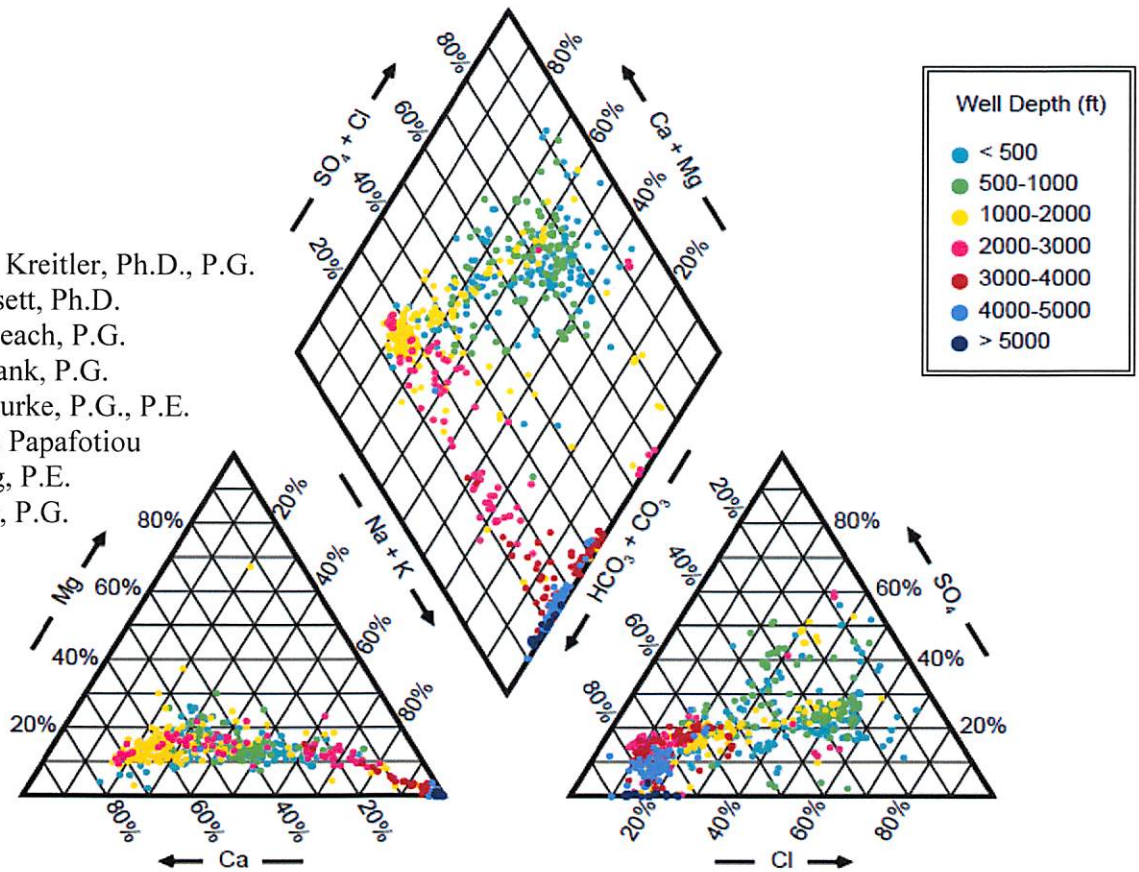 Kreitler, Ph.D., P.G.
sett, Ph.D.
each, P.G.
ank, P.G.
urke, P.G., P.E.
Papafotiou
g, P.E.
, P.G.
Well Depth (ft)
< 500
500-1000
1000-2000
2000-3000
3000-4000
4000-5000
> 5000
80%
80%
SO₄ + Cl
Ca + Mg
60%
60%
40%
40%
20%
20%
Na + K
HCO₃ + CO₃
Mg
80%
60%
40%
20%
20%
40%
60%
80%
80%
60%
40%
20%
Ca
20%
40%
60%
80%
80%
60%
40%
20%
SO₄
20%
40%
60%
80%
Cl